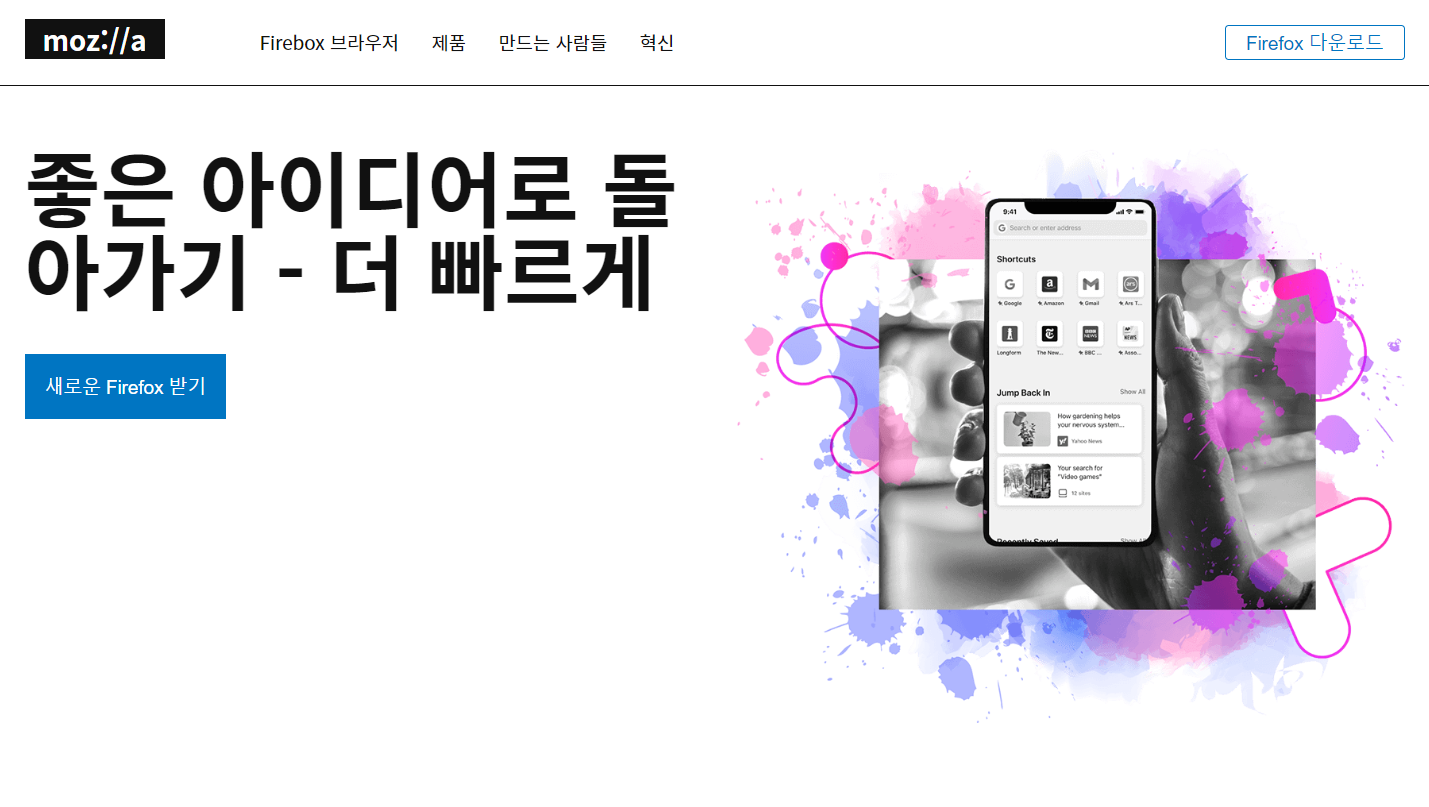 moz://a
Firebox 브라우저
제품
만드는 사람들
혁신
Firefox 다운로드
좋은 아이디어로 돌
아가기 - 더 빠르게
새로운 Firefox 받기
9:41
G Search or enter address
Shortcuts
Google
Amazon
Gmail
Ars T...
Longform
The New...
BBC ...
Asso...
Jump Back In
Show All
How gardening helps
your nervous system...
Yahoo News
Your search for
"Video games"
12 sites
Recently Saved
Show All